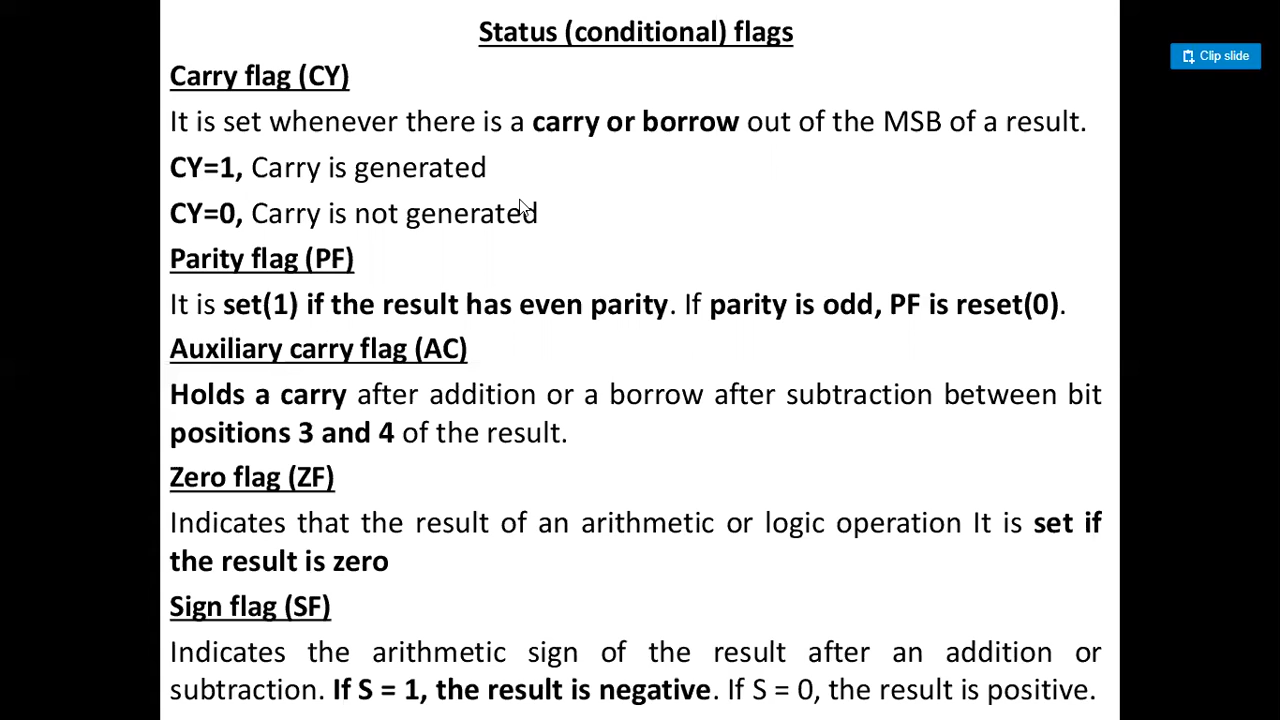 Status (conditional) flags
Clip slide
Carry flag (CY)
It is set whenever there is a carry or borrow out of the MSB of a result.
CY=1, Carry is generated
CY=0, Carry is not generated
Parity flag (PF)
It is set(1) if the result has even parity. If parity is odd, PF is reset(0).
Auxiliary carry flag (AC)
Holds a carry after addition or a borrow after subtraction between bit
positions 3 and 4 of the result.
Zero flag (ZF)
Indicates that the result of an arithmetic or logic operation It is set if
the result is zero
Sign flag (SF)
Indicates the arithmetic sign of the result after an addition or
subtraction. If S = 1, the result is negative. If S = 0, the result is positive.